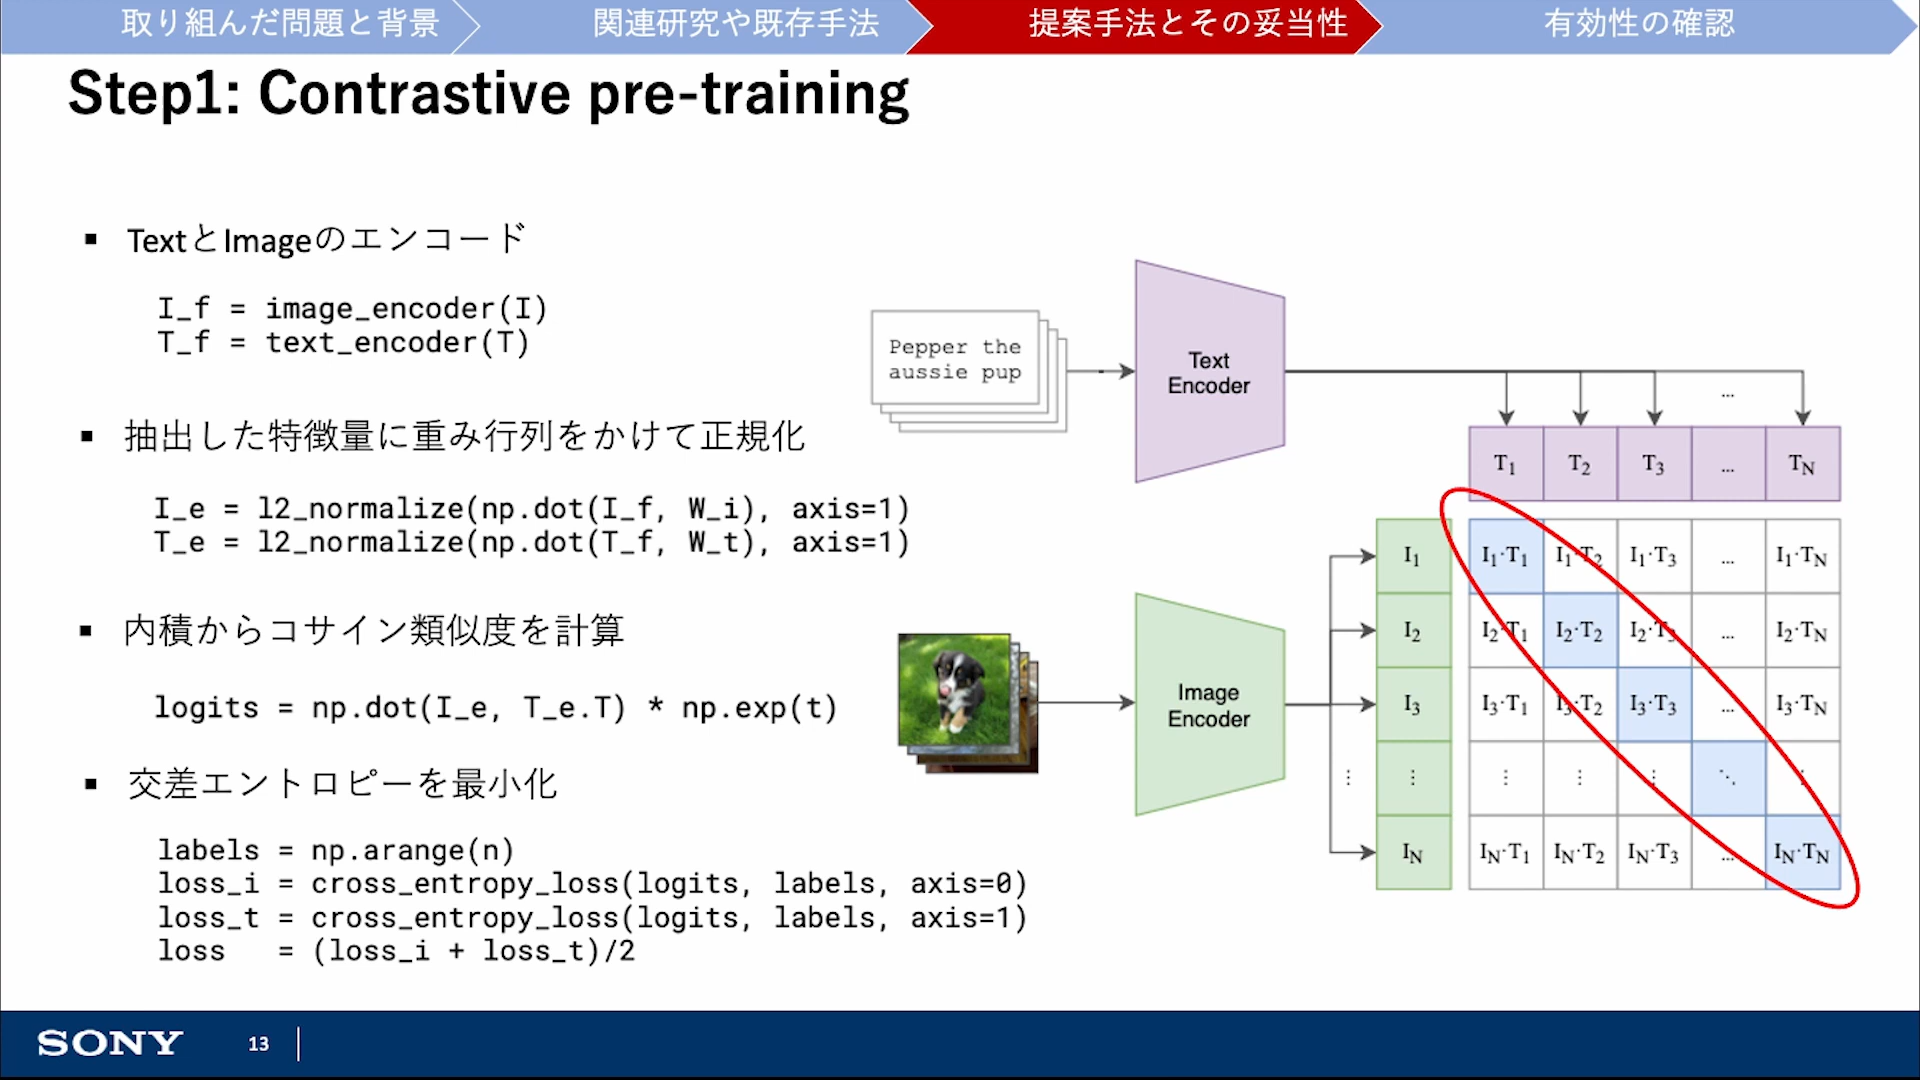 取り組んだ問題と背景
関連研究や既存手法
提案手法とその妥当性
有効性の確認
Step1: Contrastive pre-training
▪ TextとImageのエンコード
I_f = image_encoder(I)
T_f = text_encoder(T)
▪ 抽出した特徴量に重み行列をかけて正規化
I_e = l2_normalize(np.dot(I_f, W_i), axis=1)
T_e = l2_normalize(np.dot(T_f, W_t), axis=1)
▪ 内積からコサイン類似度を計算
logits = np.dot(I_e, T_e.T) * np.exp(t)
▪ 交差エントロピーを最小化
labels = np.arange(n)
loss_i = cross_entropy_loss(logits, labels, axis=0)
loss_t = cross_entropy_loss(logits, labels, axis=1)
loss   = (loss_i + loss_t)/2
Pepper the
aussie pup
Text
Encoder
...
T₁ T₂ T₃ ... T_N
Image
Encoder
I₁ I₁·T₁ I₁·T₂ I₁·T₃ ... I₁·T_N
I₂ I₂·T₁ I₂·T₂ I₂·T₃ ... I₂·T_N
I₃ I₃·T₁ I₃·T₂ I₃·T₃ ... I₃·T_N
⋮ ⋮ ⋮ ⋮ ⋮ ⋱ ⋮
I_N I_N·T₁ I_N·T₂ I_N·T₃ ... I_N·T_N
SONY
13